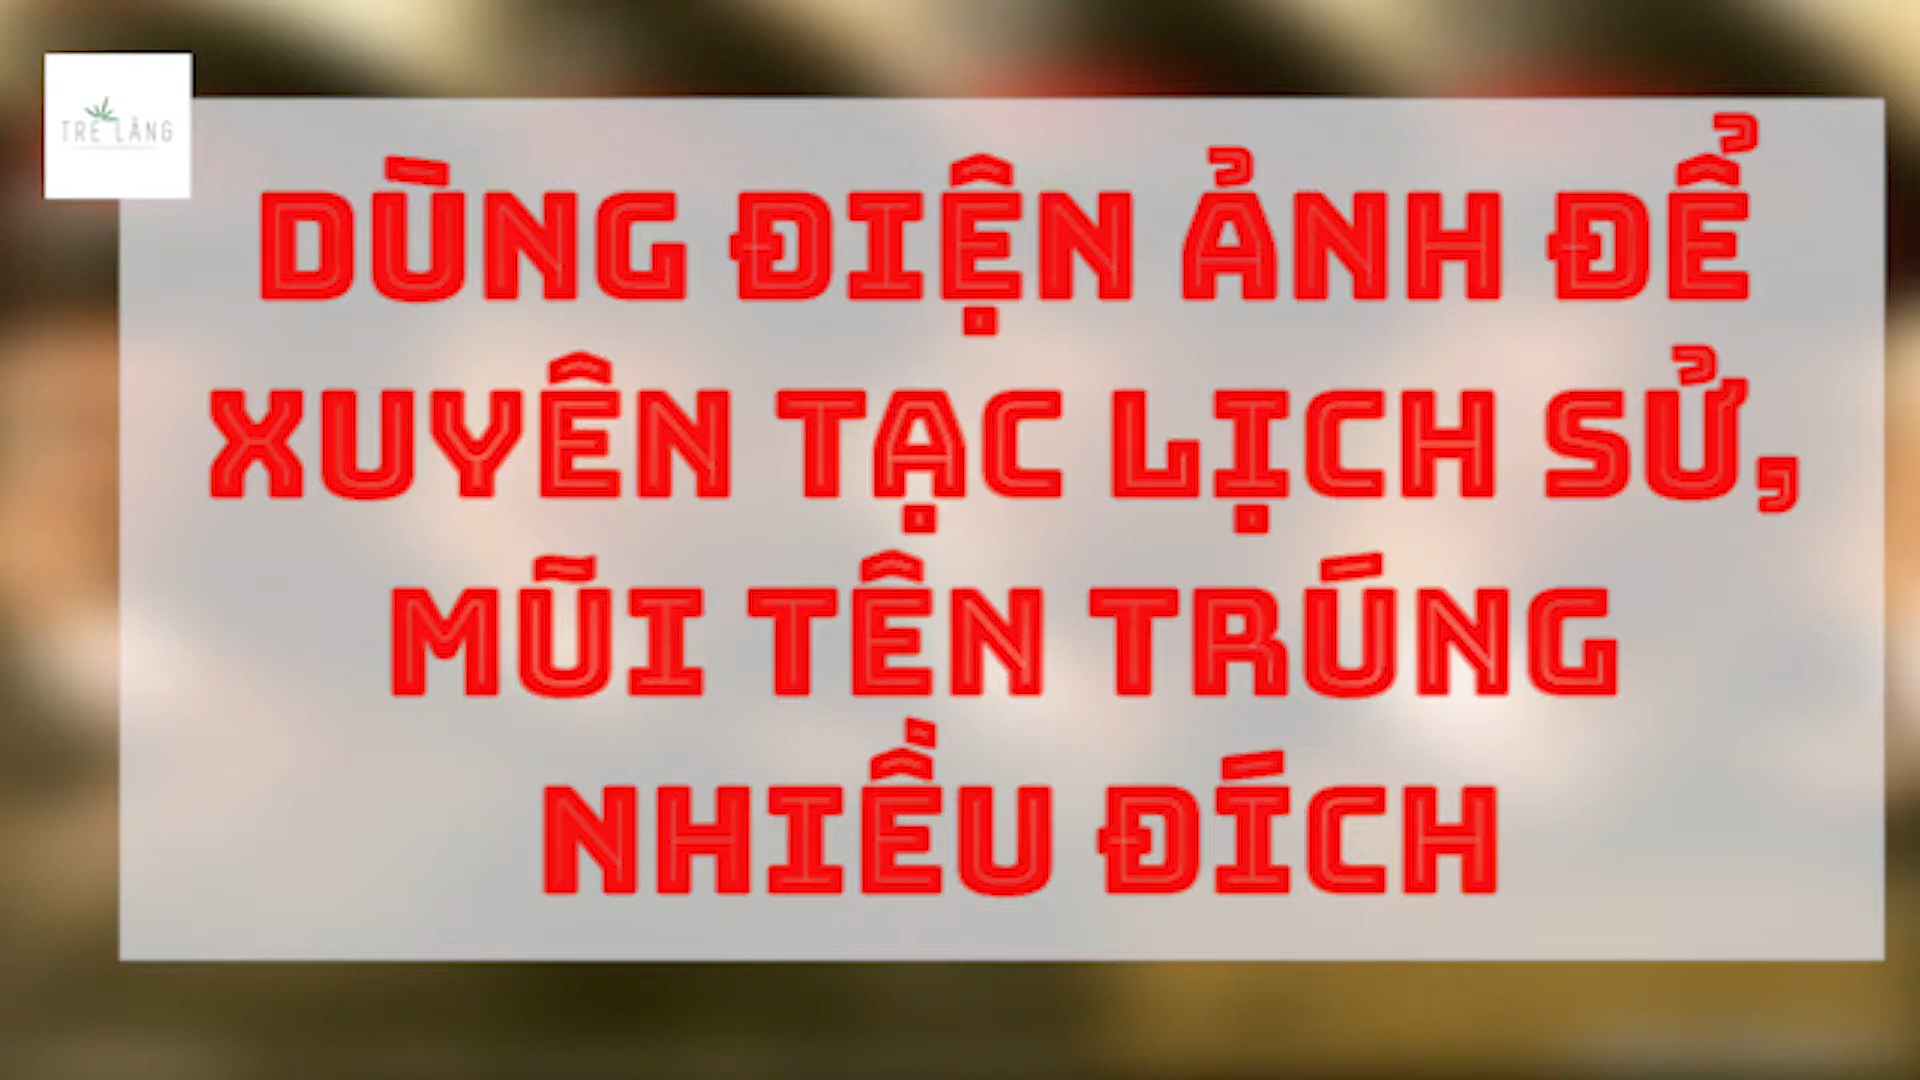 TRE LÀNG
DÙNG ĐIỆN ẢNH ĐỂ
XUYÊN TẠC LỊCH SỬ,
MŨI TÊN TRÚNG
NHIỀU ĐÍCH